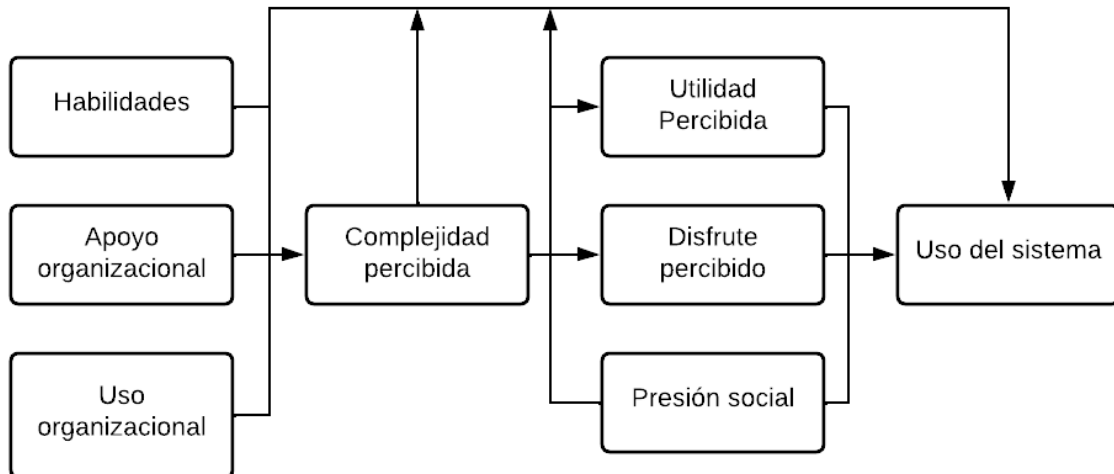 Habilidades
Apoyo
organizacional
Uso
organizacional
Complejidad
percibida
Utilidad
Percibida
Disfrute
percibido
Presión social
Uso del sistema